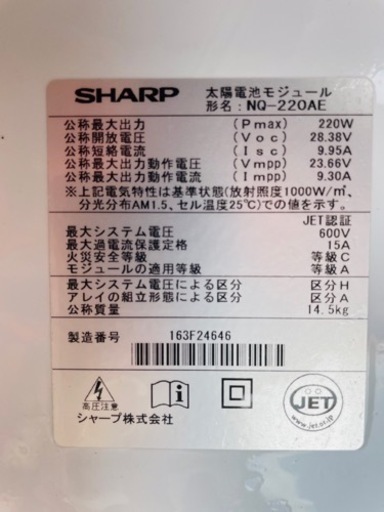 SHARP 太陽電池モジュール
形名:NQ-220AE
公称最大出力 (Pmax) 220W
公称開放電圧 (Voc) 28.38V
公称短絡電流 (Isc) 9.95A
公称最大出力動作電圧 (Vmpp) 23.66V
公称最大出力動作電流 (Impp) 9.30A
※上記電気特性は基準状態(放射照度1000W/㎡、
分光分布AM1.5、セル温度25℃)での値を示す。
JET認証
最大システム電圧 600V
最大過電流保護定格 15A
火災安全等級 等級C
モジュールの適用等級 等級A
最大システム電圧による区分 区分H
アレイの組立形態による区分 区分A
公称質量 14.5kg
製造番号 163F24646
高圧注意
シャープ株式会社
JET
www.jet.or.jp